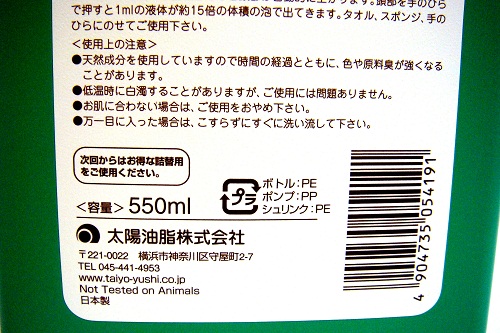 で押すと1mlの液体が約15倍の体積の泡で出てきます。タオル、スポンジ、手の
ひらにのせてご使用下さい。
＜使用上の注意＞
●天然成分を使用していますので時間の経過とともに、色や原料臭が強くなる
ことがあります。
●低温時に白濁することがありますが、ご使用には問題ありません。
●お肌に合わない場合は、ご使用をおやめ下さい。
●万一目に入った場合は、こすらずにすぐに洗い流して下さい。
次回からはお得な詰替用
をご使用ください。
プラ
ボトル：PE
ポンプ：PP
シュリンク：PE
＜容量＞ 550ml
太陽油脂株式会社
〒221-0022 横浜市神奈川区守屋町2-7
TEL 045-441-4953
www.taiyo-yushi.co.jp
Not Tested on Animals
日本製
4 904735 054191